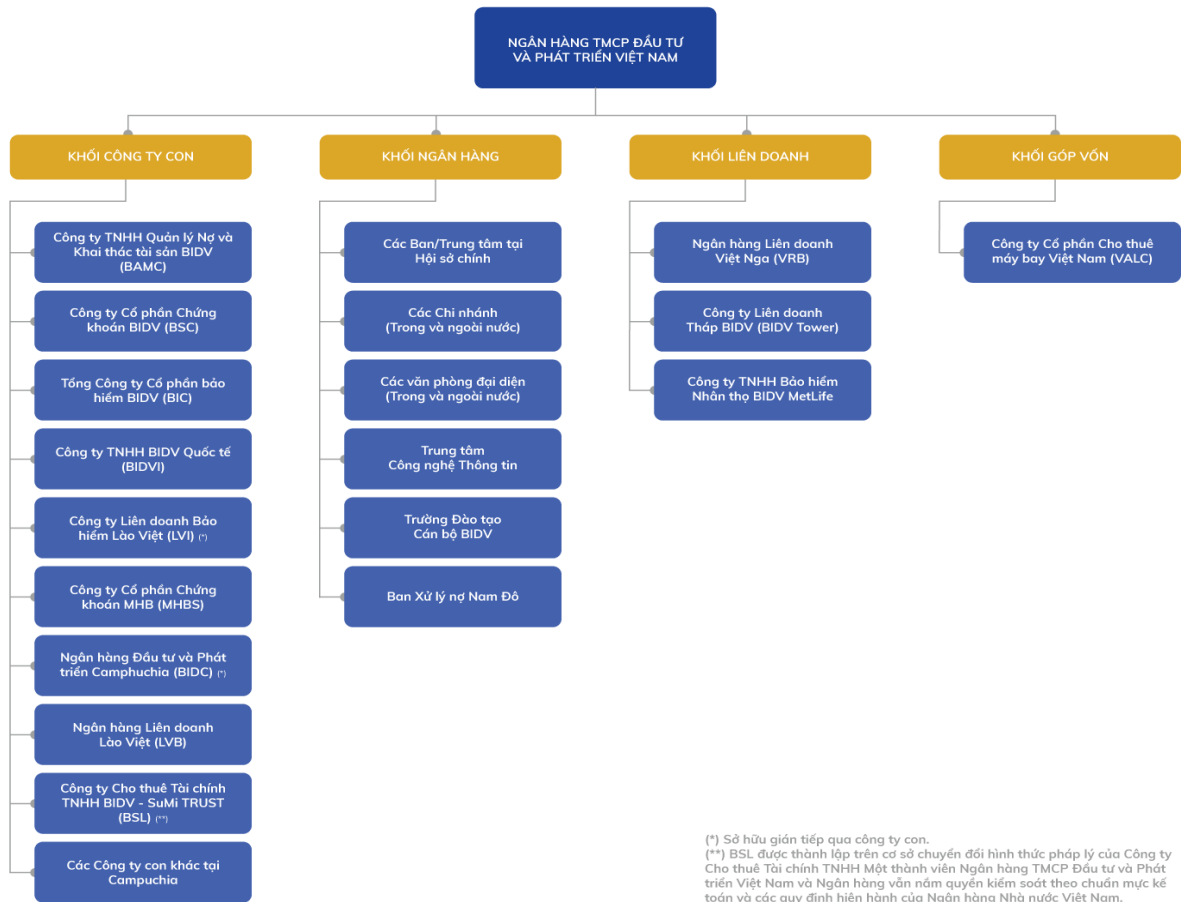 NGÂN HÀNG TMCP ĐẦU TƯ
VÀ PHÁT TRIỂN VIỆT NAM
KHỐI CÔNG TY CON
Công ty TNHH Quản lý Nợ và
Khai thác tài sản BIDV
(BAMC)
Công ty Cổ phần Chứng
khoán BIDV (BSC)
Tổng Công ty Cổ phần bảo
hiểm BIDV (BIC)
Công ty TNHH BIDV Quốc tế
(BIDVI)
Công ty Liên doanh Bảo
hiểm Lào Việt (LVI) (*)
Công ty Cổ phần Chứng
khoán MHB (MHBS)
Ngân hàng Đầu tư và Phát
triển Camphuchia (BIDC) (*)
Ngân hàng Liên doanh
Lào Việt (LVB)
Công ty Cho thuê Tài chính
TNHH BIDV - SuMi TRUST
(BSL) (**)
Các Công ty con khác tại
Campuchia
KHỐI NGÂN HÀNG
Các Ban/Trung tâm tại
Hội sở chính
Các Chi nhánh
(Trong và ngoài nước)
Các văn phòng đại diện
(Trong và ngoài nước)
Trung tâm
Công nghệ Thông tin
Trường Đào tạo
Cán bộ BIDV
Ban Xử lý nợ Nam Đô
KHỐI LIÊN DOANH
Ngân hàng Liên doanh
Việt Nga (VRB)
Công ty Liên doanh
Tháp BIDV (BIDV Tower)
Công ty TNHH Bảo hiểm
Nhân thọ BIDV MetLife
KHỐI GÓP VỐN
Công ty Cổ phần Cho thuê
máy bay Việt Nam (VALC)
(*) Sở hữu gián tiếp qua công ty con.
(**) BSL được thành lập trên cơ sở chuyển đổi hình thức pháp lý của Công ty
Cho thuê Tài chính TNHH Một thành viên Ngân hàng TMCP Đầu tư và Phát
triển Việt Nam và Ngân hàng vẫn nắm quyền kiểm soát theo chuẩn mực kế
toán và các quy định hiện hành của Ngân hàng Nhà nước Việt Nam.